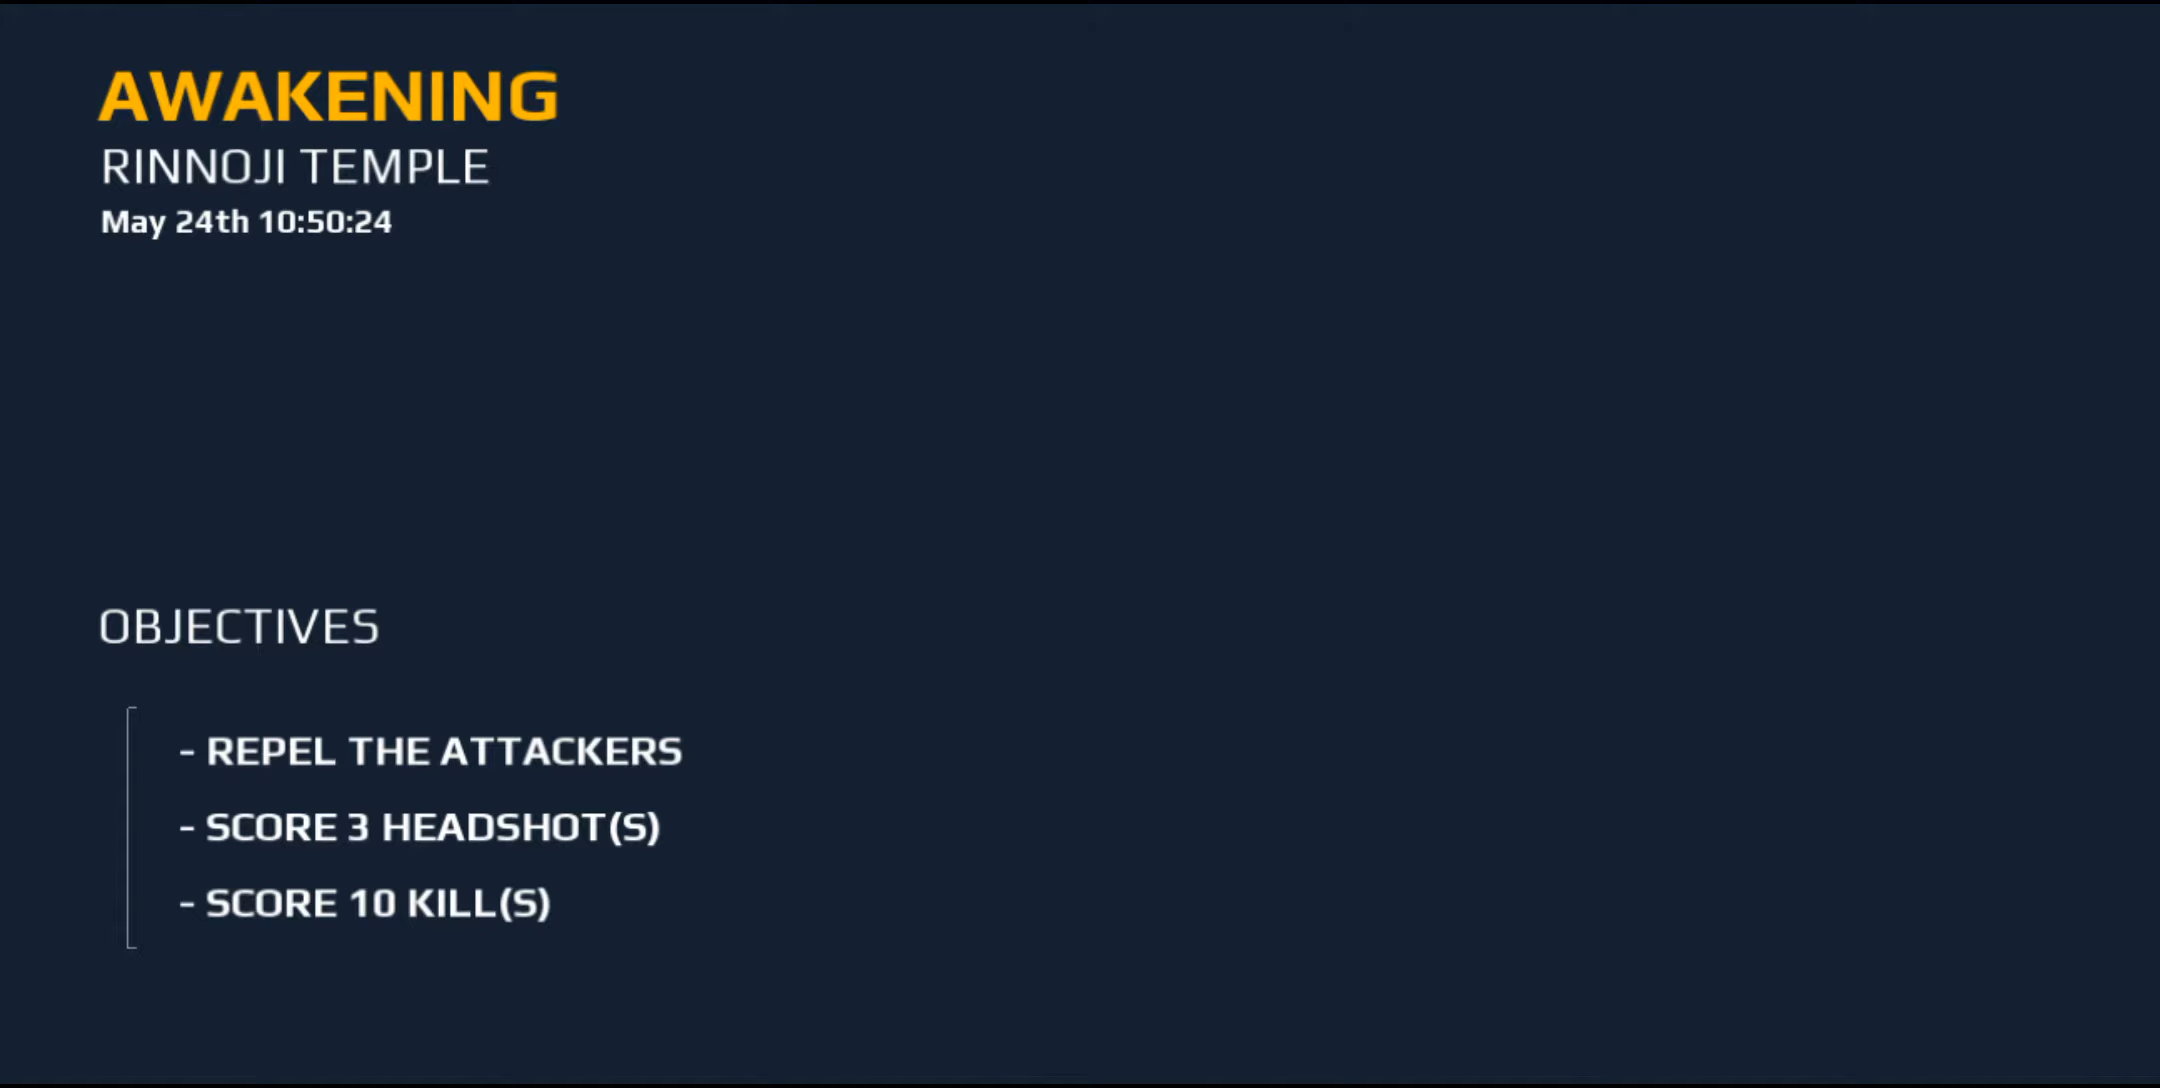 AWAKENING
RINNOJI TEMPLE
May 24th 10:50:24
OBJECTIVES
- REPEL THE ATTACKERS
- SCORE 3 HEADSHOT(S)
- SCORE 10 KILL(S)